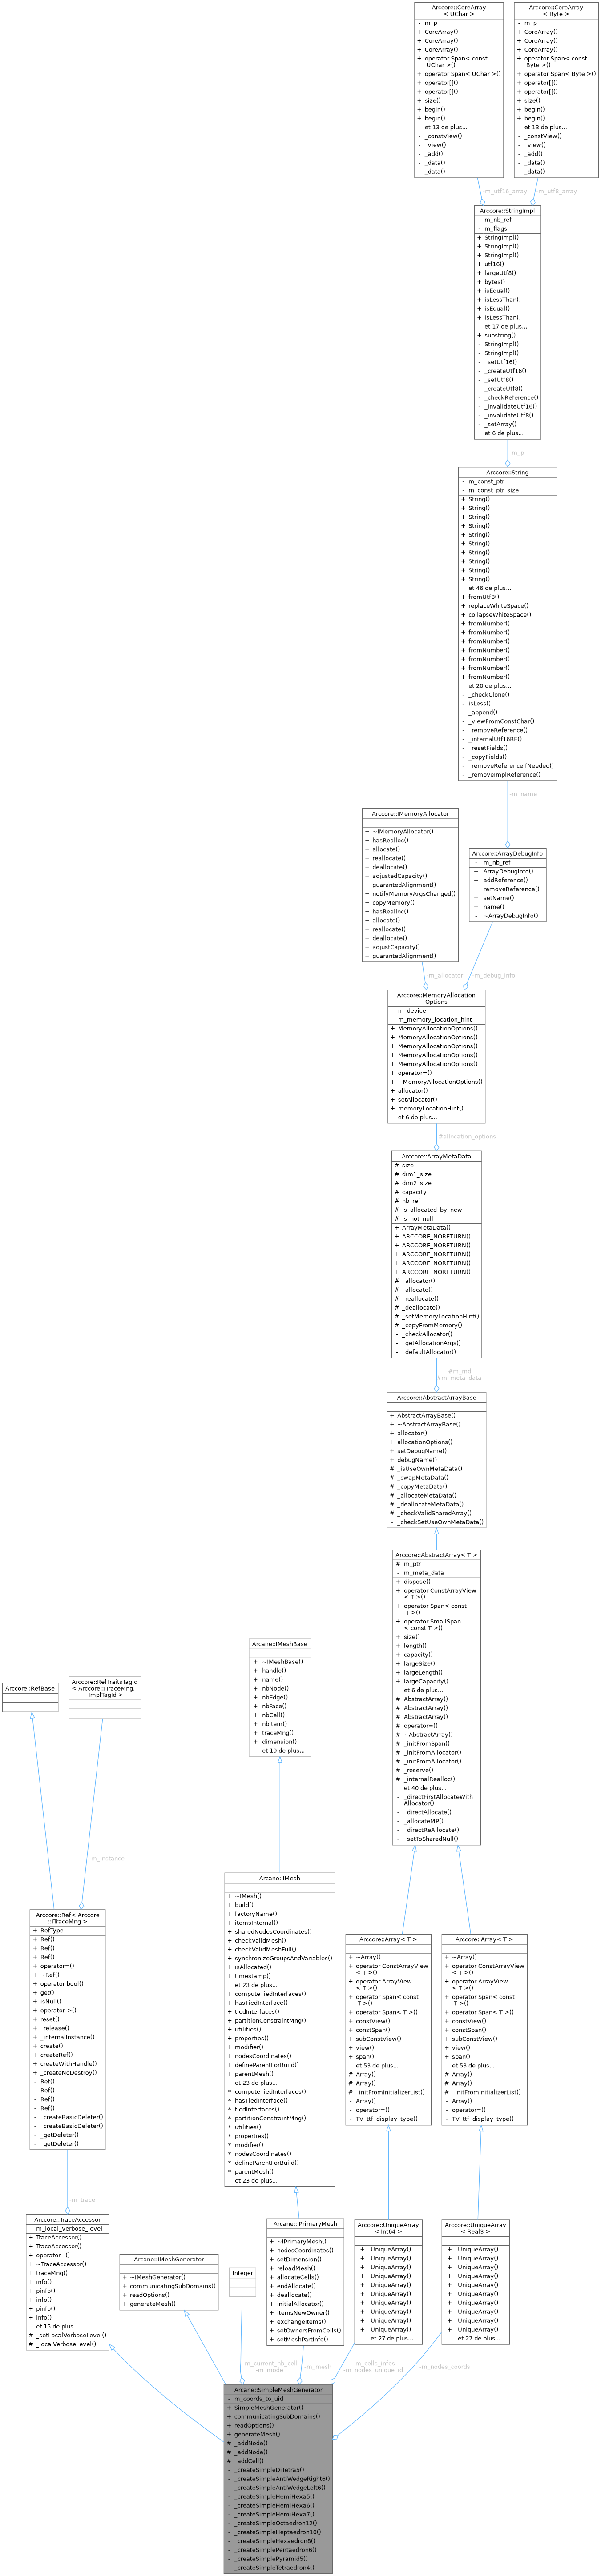 Arccore::CoreArray
< UChar >
- m_p
+ CoreArray()
+ CoreArray()
+ CoreArray()
+ operator Span< const
UChar >()
+ operator Span< UChar >()
+ operator[]()
+ operator[]()
+ size()
+ begin()
+ begin()
et 13 de plus...
- _constView()
- _view()
- _add()
- _data()
- _data()
Arccore::CoreArray
< Byte >
- m_p
+ CoreArray()
+ CoreArray()
+ CoreArray()
+ operator Span< const
Byte >()
+ operator Span< Byte >()
+ operator[]()
+ operator[]()
+ size()
+ begin()
+ begin()
et 13 de plus...
- _constView()
- _view()
- _add()
- _data()
- _data()
-m_utf16_array
-m_utf8_array
Arccore::StringImpl
- m_nb_ref
- m_flags
+ StringImpl()
+ StringImpl()
+ StringImpl()
+ utf16()
+ largeUtf8()
+ bytes()
+ isEqual()
+ isLessThan()
+ isEqual()
+ isLessThan()
et 17 de plus...
+ substring()
- StringImpl()
- StringImpl()
- _setUtf16()
- _createUtf16()
- _setUtf8()
- _createUtf8()
- _checkReference()
- _invalidateUtf16()
- _invalidateUtf8()
- _setArray()
et 6 de plus...
-m_p
Arccore::String
- m_const_ptr
- m_const_ptr_size
+ String()
+ String()
+ String()
+ String()
+ String()
+ String()
+ String()
+ String()
+ String()
+ String()
et 46 de plus...
+ fromUtf8()
+ replaceWhiteSpace()
+ collapseWhiteSpace()
+ fromNumber()
+ fromNumber()
+ fromNumber()
+ fromNumber()
+ fromNumber()
+ fromNumber()
+ fromNumber()
et 20 de plus...
- _checkClone()
- isLess()
- _append()
- _viewFromConstChar()
- _removeReference()
- _internalUtf16BE()
- _resetFields()
- _copyFields()
- _removeReferenceIfNeeded()
- _removeImplReference()
-m_name
Arccore::IMemoryAllocator
+ ~IMemoryAllocator()
+ hasRealloc()
+ allocate()
+ reallocate()
+ deallocate()
+ adjustedCapacity()
+ guarantedAlignment()
+ notifyMemoryArgsChanged()
+ copyMemory()
+ hasRealloc()
+ allocate()
+ reallocate()
+ deallocate()
+ adjustCapacity()
+ guarantedAlignment()
Arccore::ArrayDebugInfo
- m_nb_ref
+ ArrayDebugInfo()
+ addReference()
+ removeReference()
+ setName()
+ name()
- ~ArrayDebugInfo()
-m_allocator
-m_debug_info
Arccore::MemoryAllocation
Options
- m_device
- m_memory_location_hint
+ MemoryAllocationOptions()
+ MemoryAllocationOptions()
+ MemoryAllocationOptions()
+ MemoryAllocationOptions()
+ MemoryAllocationOptions()
+ operator=()
+ ~MemoryAllocationOptions()
+ allocator()
+ setAllocator()
+ memoryLocationHint()
et 6 de plus...
#allocation_options
Arccore::ArrayMetaData
# size
# dim1_size
# dim2_size
# capacity
# nb_ref
# is_allocated_by_new
# is_not_null
+ ArrayMetaData()
+ ARCCORE_NORETURN()
+ ARCCORE_NORETURN()
+ ARCCORE_NORETURN()
+ ARCCORE_NORETURN()
+ ARCCORE_NORETURN()
# _allocator()
# _allocate()
# _reallocate()
# _deallocate()
# _setMemoryLocationHint()
# _copyFromMemory()
- _checkAllocator()
- _getAllocationArgs()
- _defaultAllocator()
#m_md
#m_meta_data
Arccore::AbstractArrayBase
+ AbstractArrayBase()
+ ~AbstractArrayBase()
+ allocator()
+ allocationOptions()
+ setDebugName()
+ debugName()
# _isUseOwnMetaData()
# _swapMetaData()
# _copyMetaData()
# _allocateMetaData()
# _deallocateMetaData()
# _checkValidSharedArray()
- _checkSetUseOwnMetaData()
Arccore::AbstractArray< T >
# m_ptr
- m_meta_data
+ dispose()
+ operator ConstArrayView
< T >()
+ operator Span< const
T >()
+ operator SmallSpan
< const T >()
+ size()
+ length()
+ capacity()
+ largeSize()
+ largeLength()
+ largeCapacity()
et 6 de plus...
# AbstractArray()
# AbstractArray()
# AbstractArray()
# operator=()
# ~AbstractArray()
# _initFromSpan()
# _initFromAllocator()
# _initFromAllocator()
# _reserve()
# _internalRealloc()
et 40 de plus...
- _directFirstAllocateWith
Allocator()
- _directAllocate()
- _allocateMP()
- _directReAllocate()
- _setToSharedNull()
Arcane::IMeshBase
+ ~IMeshBase()
+ handle()
+ name()
+ nbNode()
+ nbEdge()
+ nbFace()
+ nbCell()
+ nbItem()
+ traceMng()
+ dimension()
et 19 de plus...
Arccore::RefBase
Arccore::RefTraitsTagId
< Arccore::ITraceMng,
ImplTagId >
-m_instance
Arccore::Ref< Arccore
::ITraceMng >
+ RefType
+ Ref()
+ Ref()
+ Ref()
+ operator=()
+ ~Ref()
+ operator bool()
+ get()
+ isNull()
+ operator->()
+ reset()
+ _release()
+ _internalInstance()
+ create()
+ createRef()
+ createWithHandle()
+ _createNoDestroy()
- Ref()
- Ref()
- Ref()
- Ref()
- _createBasicDeleter()
- _createBasicDeleter()
- _getDeleter()
- _getDeleter()
Arcane::IMesh
+ ~IMesh()
+ build()
+ factoryName()
+ itemsInternal()
+ sharedNodesCoordinates()
+ checkValidMesh()
+ checkValidMeshFull()
+ synchronizeGroupsAndVariables()
+ isAllocated()
+ timestamp()
et 23 de plus...
+ computeTiedInterfaces()
+ hasTiedInterface()
+ tiedInterfaces()
+ partitionConstraintMng()
+ utilities()
+ properties()
+ modifier()
+ nodesCoordinates()
+ defineParentForBuild()
+ parentMesh()
et 23 de plus...
* computeTiedInterfaces()
* hasTiedInterface()
* tiedInterfaces()
* partitionConstraintMng()
* utilities()
* properties()
* modifier()
* nodesCoordinates()
* defineParentForBuild()
* parentMesh()
et 23 de plus...
Arccore::Array< T >
+ ~Array()
+ operator ConstArrayView
< T >()
+ operator ArrayView
< T >()
+ operator Span< const
T >()
+ operator Span< T >()
+ constView()
+ constSpan()
+ subConstView()
+ view()
+ span()
et 53 de plus...
# Array()
# Array()
# _initFromInitializerList()
- Array()
- operator=()
- TV_ttf_display_type()
Arccore::Array< T >
+ ~Array()
+ operator ConstArrayView
< T >()
+ operator ArrayView
< T >()
+ operator Span< const
T >()
+ operator Span< T >()
+ constView()
+ constSpan()
+ subConstView()
+ view()
+ span()
et 53 de plus...
# Array()
# Array()
# _initFromInitializerList()
- Array()
- operator=()
- TV_ttf_display_type()
-m_trace
Arccore::TraceAccessor
- m_local_verbose_level
+ TraceAccessor()
+ TraceAccessor()
+ operator=()
+ ~TraceAccessor()
+ traceMng()
+ info()
+ pinfo()
+ info()
+ pinfo()
+ info()
et 15 de plus...
# _setLocalVerboseLevel()
# _localVerboseLevel()
Arcane::IMeshGenerator
+ ~IMeshGenerator()
+ communicatingSubDomains()
+ readOptions()
+ generateMesh()
Integer
Arcane::IPrimaryMesh
+ ~IPrimaryMesh()
+ nodesCoordinates()
+ setDimension()
+ reloadMesh()
+ allocateCells()
+ endAllocate()
+ deallocate()
+ initialAllocator()
+ itemsNewOwner()
+ exchangeItems()
+ setOwnersFromCells()
+ setMeshPartInfo()
Arccore::UniqueArray
< Int64 >
+ UniqueArray()
+ UniqueArray()
+ UniqueArray()
+ UniqueArray()
+ UniqueArray()
+ UniqueArray()
+ UniqueArray()
+ UniqueArray()
+ UniqueArray()
+ UniqueArray()
et 27 de plus...
Arccore::UniqueArray
< Real3 >
+ UniqueArray()
+ UniqueArray()
+ UniqueArray()
+ UniqueArray()
+ UniqueArray()
+ UniqueArray()
+ UniqueArray()
+ UniqueArray()
+ UniqueArray()
+ UniqueArray()
et 27 de plus...
-m_current_nb_cell
-m_mode
-m_mesh
-m_cells_infos
-m_nodes_unique_id
-m_nodes_coords
Arcane::SimpleMeshGenerator
- m_coords_to_uid
+ SimpleMeshGenerator()
+ communicatingSubDomains()
+ readOptions()
+ generateMesh()
# _addNode()
# _addNode()
# _addCell()
- _createSimpleDiTetra5()
- _createSimpleAntiWedgeRight6()
- _createSimpleAntiWedgeLeft6()
- _createSimpleHemiHexa5()
- _createSimpleHemiHexa6()
- _createSimpleHemiHexa7()
- _createSimpleOctaedron12()
- _createSimpleHeptaedron10()
- _createSimpleHexaedron8()
- _createSimplePentaedron6()
- _createSimplePyramid5()
- _createSimpleTetraedron4()